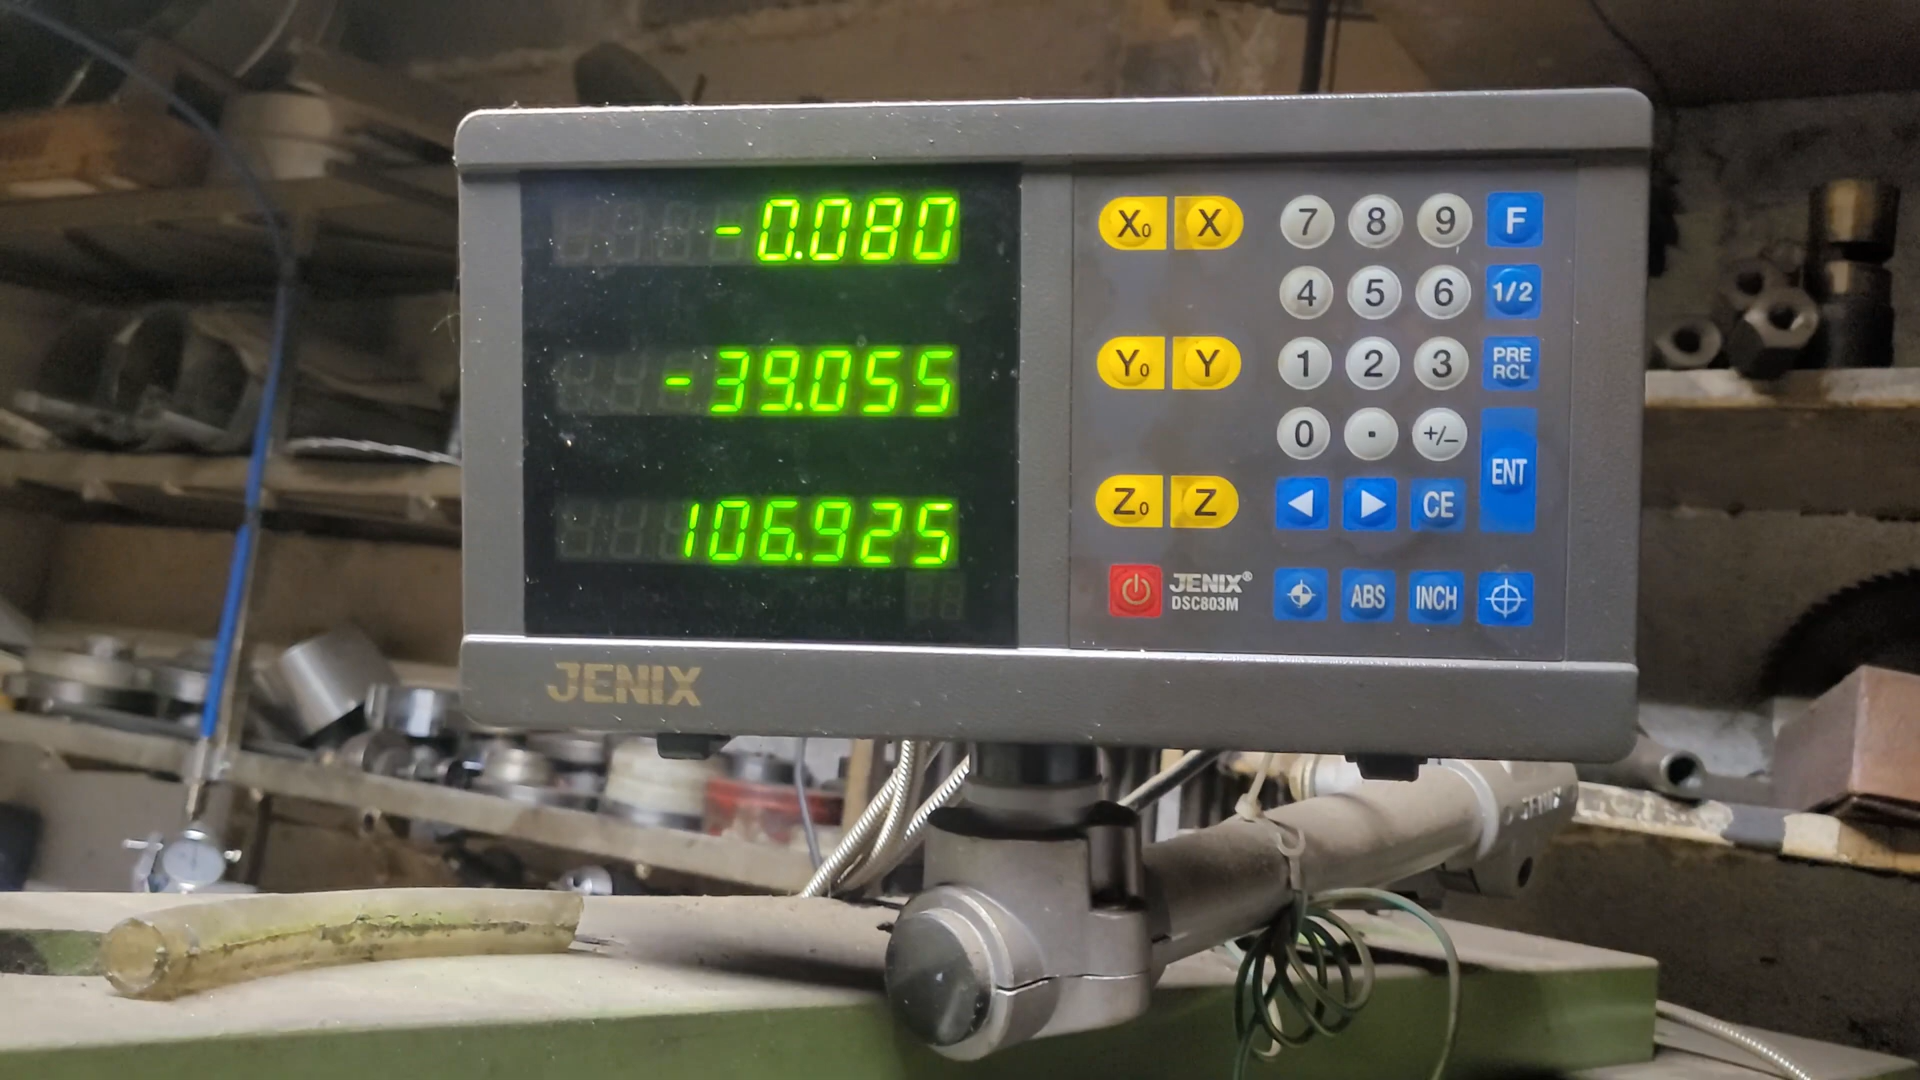 -0.080
X₀ X 7 8 9 F
4 5 6 1/2
-39.055
Y₀ Y 1 2 3 PRE RCL
0 . +/-
106.925
Z₀ Z ◀ ▶ CE ENT
JENIX®
DSC803M
ABS INCH
JENIX
JENIX